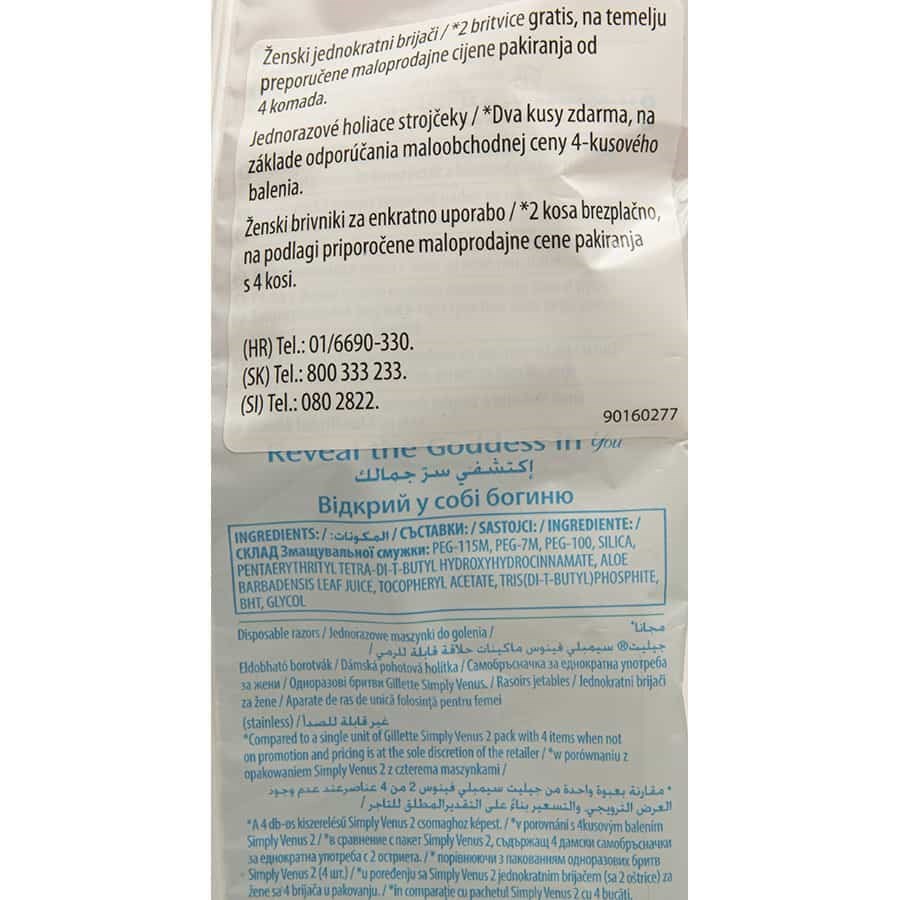 Ženski jednokratni brijači / *2 britvice gratis, na temelju
preporučene maloprodajne cijene pakiranja od
4 komada.
Jednorazové holiace strojčeky / *Dva kusy zdarma, na
základe odporúčania maloobchodnej ceny 4-kusového
balenia.
Ženski brivniki za enkratno uporabo / *2 kosa brezplačno,
na podlagi priporočene maloprodajne cene pakiranja
s 4 kosi.
(HR) Tel.: 01/6690-330.
(SK) Tel.: 800 333 233.
(SI) Tel.: 080 2822.
90160277
Reveal the Goddess in You
إكتشفي سرّ جمالك
Відкрий у собі богиню
INGREDIENTS: / المكونات: / СЪСТАВКИ: / SASTOJCI: / INGREDIENTE: /
СКЛАД Змащувальної смужки: PEG-115M, PEG-7M, PEG-100, SILICA,
PENTAERYTHRITYL TETRA-DI-T-BUTYL HYDROXYHYDROCINNAMATE, ALOE
BARBADENSIS LEAF JUICE, TOCOPHERYL ACETATE, TRIS(DI-T-BUTYL)PHOSPHITE,
BHT, GLYCOL
Disposable razors / Jednorazowe maszynki do golenia / مجانا*
جيليت® سيمبلي فينوس ماكينات حلاقة قابلة للرمي /
Eldobható borotvák / Dámská pohotová holítka / Самобръсначка за еднократна употреба
за жени / Одноразові бритви Gillette Simply Venus. / Rasoirs jetables / Jednokratni brijači
za žene / Aparate de ras de unică folosință pentru femei
(stainless) / غير قابلة للصدأ
*Compared to a single unit of Gillette Simply Venus 2 pack with 4 items when not
on promotion and pricing is at the sole discretion of the retailer / *w porównaniu z
opakowaniem Simply Venus 2 z czterema maszynkami /
* مقارنة بعبوة واحدة من جيليت سيمبلي فينوس 2 من 4 عناصر عند عدم وجود
العرض الترويجي والتسعير بناءً على التقدير المطلق للتاجر /
*A 4 db-os kiszerelésű Simply Venus 2 csomaghoz képest. / *v porovnání s 4kusovým balením
Simply Venus 2 / *в сравнение с пакет Simply Venus 2, съдържащ 4 дамски самобръсначки
за еднократна употреба с 2 остриета. / * порівнюючи з пакованням одноразових бритв
Simply Venus 2 (4 шт.) / *u poređenju sa Simply Venus 2 jednokratnim brijačem (sa 2 oštrice) za
žene sa 4 brijača u pakovanju. / *în comparație cu pachetul Simply Venus 2 cu 4 bucăți.